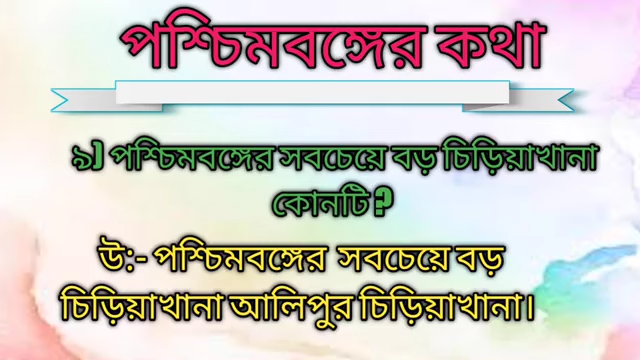 পশ্চিমবঙ্গের কথা
৯) পশ্চিমবঙ্গের সবচেয়ে বড় চিড়িয়াখানা
কোনটি ?
উ:- পশ্চিমবঙ্গের সবচেয়ে বড়
চিড়িয়াখানা আলিপুর চিড়িয়াখানা।